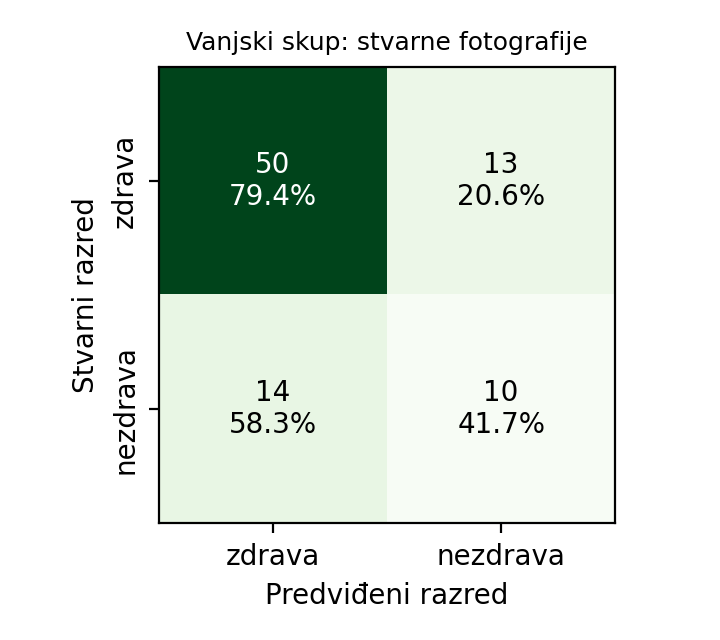 Vanjski skup: stvarne fotografije
Stvarni razred
zdrava
50
79.4%
13
20.6%
nezdrava
14
58.3%
10
41.7%
zdrava
nezdrava
Predviđeni razred